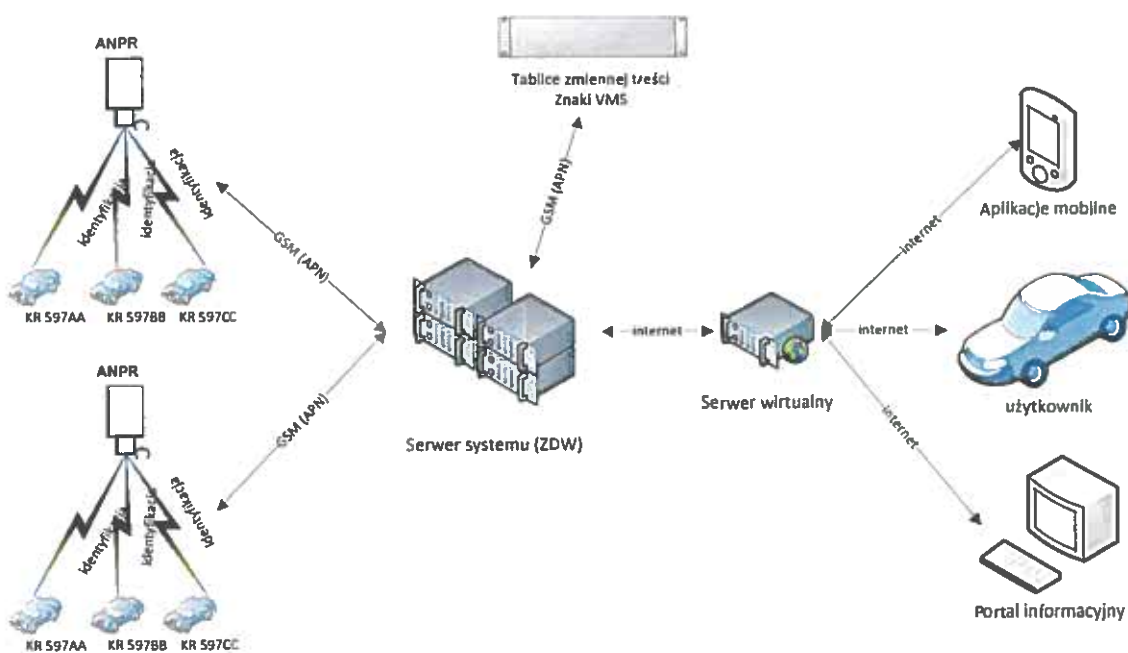 ANPR
identyfikacja
identyfikacja
identyfikacja
KR 597AA
KR 597BB
KR 597CC
GSM (APN)
Tablice zmiennej treści
Znaki VMS
GSM (APN)
ANPR
identyfikacja
identyfikacja
identyfikacja
KR 597AA
KR 597BB
KR 597CC
GSM (APN)
Serwer systemu (ZDW)
internet
Serwer wirtualny
internet
Aplikacje mobilne
internet
użytkownik
internet
Portal informacyjny